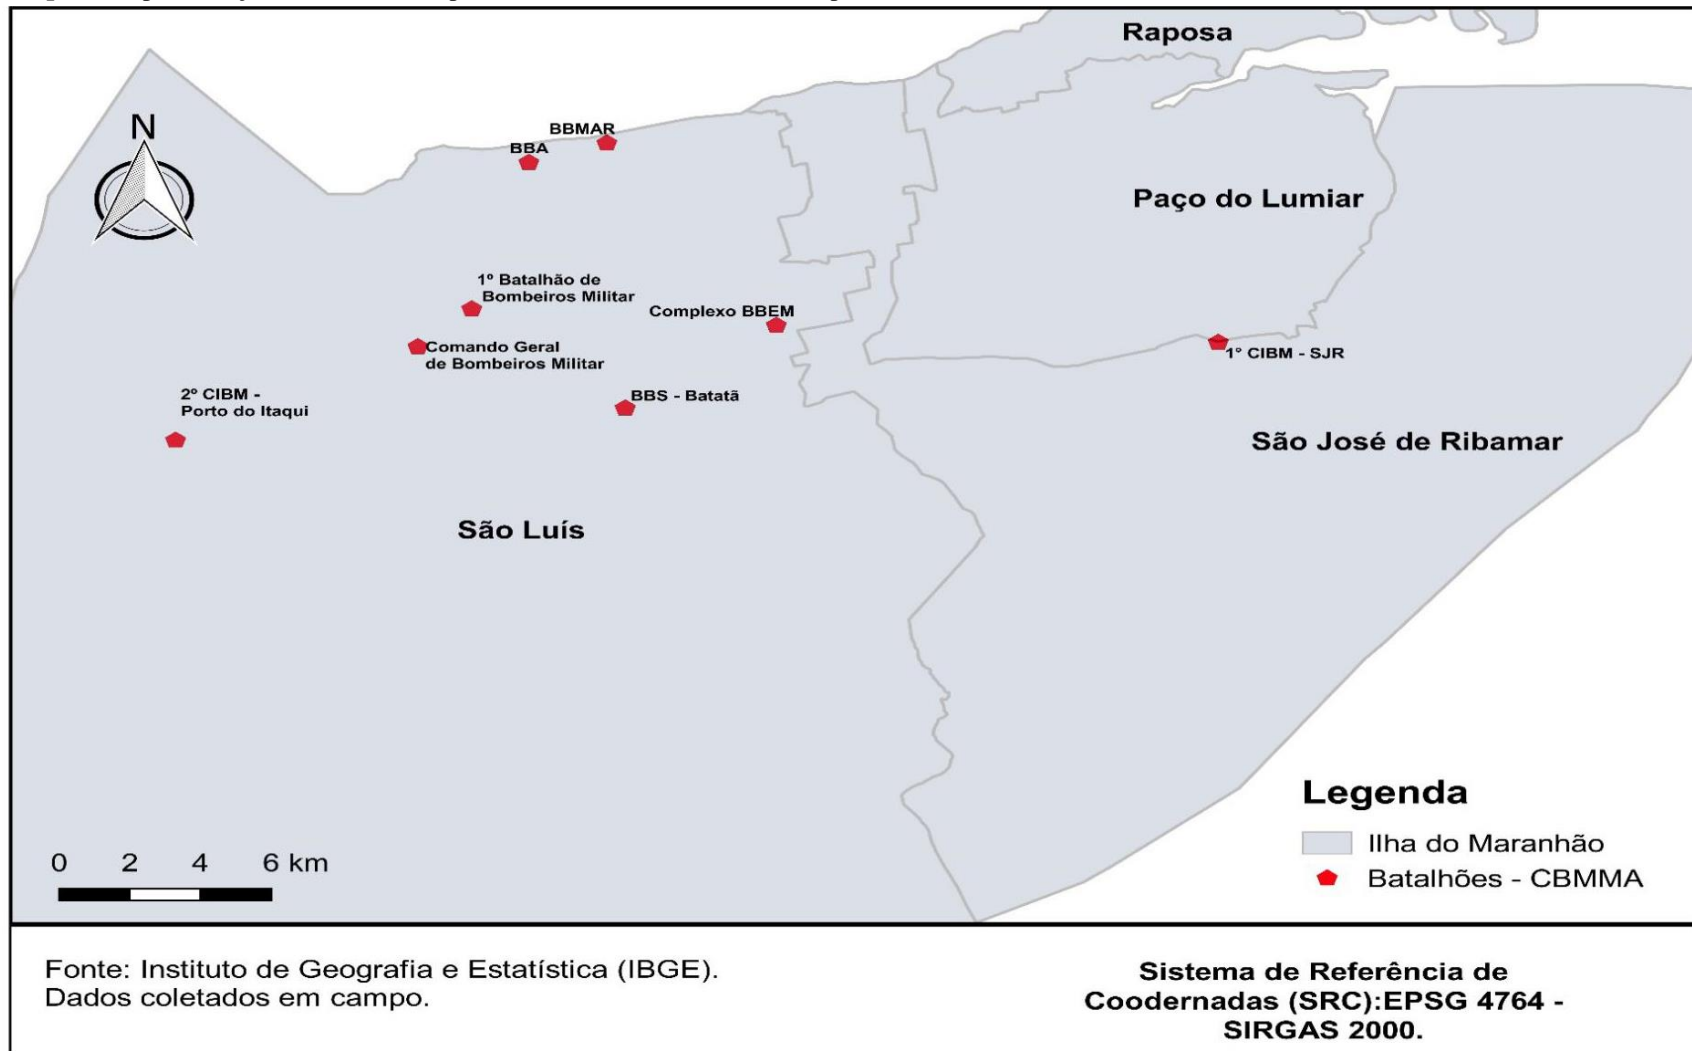 Raposa
N
BBMAR
BBA
Paço do Lumiar
1º Batalhão de
Bombeiros Militar
Complexo BBEM
Comando Geral
de Bombeiros Militar
1° CIBM - SJR
2º CIBM -
Porto do Itaqui
BBS - Batatã
São José de Ribamar
São Luís
Legenda
Ilha do Maranhão
Batalhões - CBMMA
0 2 4 6 km
Fonte: Instituto de Geografia e Estatística (IBGE).
Dados coletados em campo.
Sistema de Referência de
Coodernadas (SRC):EPSG 4764 -
SIRGAS 2000.